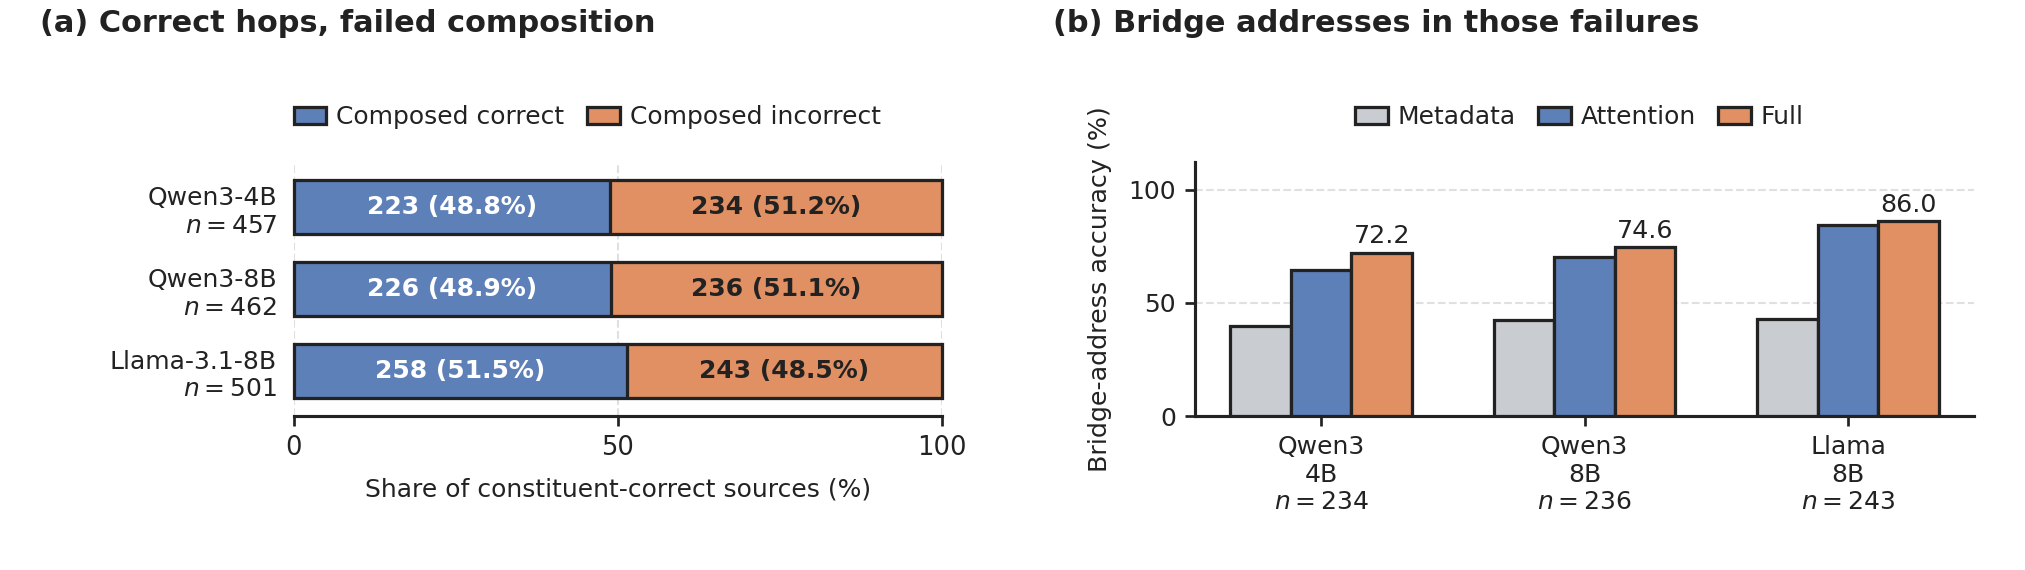 (a) Correct hops, failed composition
Composed correct
Composed incorrect
Qwen3-4B
n = 457
223 (48.8%)
234 (51.2%)
Qwen3-8B
n = 462
226 (48.9%)
236 (51.1%)
Llama-3.1-8B
n = 501
258 (51.5%)
243 (48.5%)
0
50
100
Share of constituent-correct sources (%)
(b) Bridge addresses in those failures
Metadata
Attention
Full
Bridge-address accuracy (%)
100
50
0
72.2
74.6
86.0
Qwen3
4B
n = 234
Qwen3
8B
n = 236
Llama
8B
n = 243